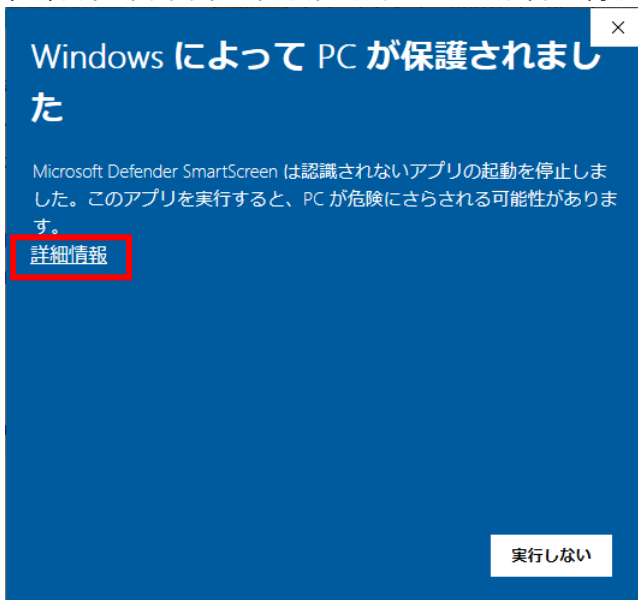 Windows によって PC が保護されまし
た
Microsoft Defender SmartScreen は認識されないアプリの起動を停止しま
した。このアプリを実行すると、PC が危険にさらされる可能性がありま
す。
詳細情報
実行しない